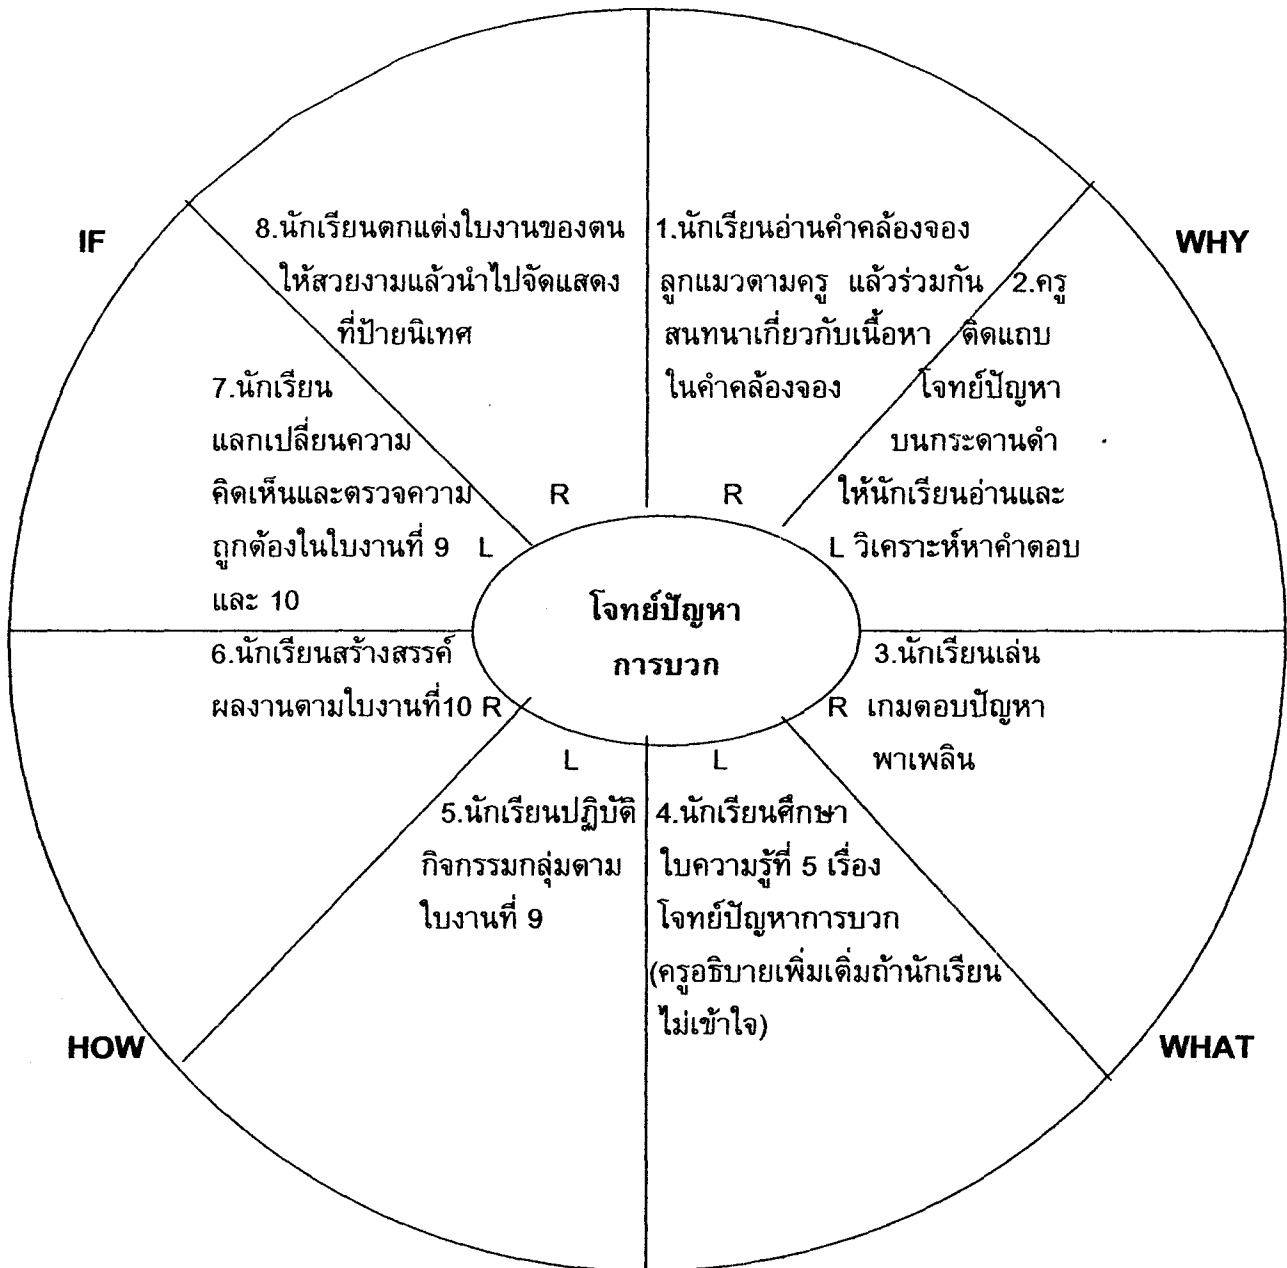 IF
WHY
8.นักเรียนตกแต่งใบงานของตน
ให้สวยงามแล้วนำไปจัดแสดง
ที่ป้ายนิเทศ
1.นักเรียนอ่านคำคล้องจอง
ลูกแมวตามครู แล้วร่วมกัน
สนทนาเกี่ยวกับเนื้อหา
ในคำคล้องจอง
2.ครู
ติดแถบ
โจทย์ปัญหา
บนกระดานดำ
ให้นักเรียนอ่านและ
L วิเคราะห์หาคำตอบ
7.นักเรียน
แลกเปลี่ยนความ
คิดเห็นและตรวจความ
ถูกต้องในใบงานที่ 9 L
และ 10
R
R
โจทย์ปัญหา
การบวก
3.นักเรียนเล่น
R เกมตอบปัญหา
พาเพลิน
6.นักเรียนสร้างสรรค์
ผลงานตามใบงานที่10 R
L
L
5.นักเรียนปฏิบัติ
กิจกรรมกลุ่มตาม
ใบงานที่ 9
4.นักเรียนศึกษา
ใบความรู้ที่ 5 เรื่อง
โจทย์ปัญหาการบวก
(ครูอธิบายเพิ่มเติมถ้านักเรียน
ไม่เข้าใจ)
HOW
WHAT